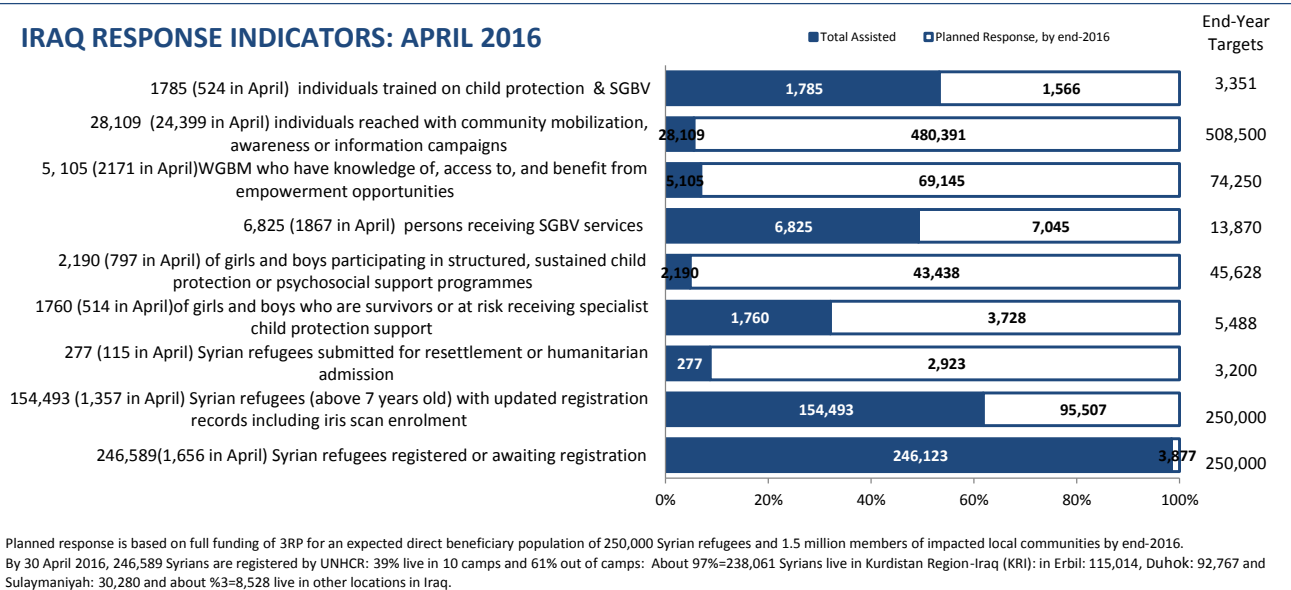 IRAQ RESPONSE INDICATORS: APRIL 2016
Total Assisted
Planned Response, by end-2016
End-Year
Targets
1785 (524 in April) individuals trained on child protection & SGBV
1,785
1,566
3,351
28,109 (24,399 in April) individuals reached with community mobilization,
awareness or information campaigns
28,109
480,391
508,500
5, 105 (2171 in April)WGBM who have knowledge of, access to, and benefit from
empowerment opportunities
5,105
69,145
74,250
6,825 (1867 in April) persons receiving SGBV services
6,825
7,045
13,870
2,190 (797 in April) of girls and boys participating in structured, sustained child
protection or psychosocial support programmes
2,190
43,438
45,628
1760 (514 in April)of girls and boys who are survivors or at risk receiving specialist
child protection support
1,760
3,728
5,488
277 (115 in April) Syrian refugees submitted for resettlement or humanitarian
admission
277
2,923
3,200
154,493 (1,357 in April) Syrian refugees (above 7 years old) with updated registration
records including iris scan enrolment
154,493
95,507
250,000
246,589(1,656 in April) Syrian refugees registered or awaiting registration
246,123
3,877
250,000
0%
20%
40%
60%
80%
100%
Planned response is based on full funding of 3RP for an expected direct beneficiary population of 250,000 Syrian refugees and 1.5 million members of impacted local communities by end-2016.
By 30 April 2016, 246,589 Syrians are registered by UNHCR: 39% live in 10 camps and 61% out of camps: About 97%=238,061 Syrians live in Kurdistan Region-Iraq (KRI): in Erbil: 115,014, Duhok: 92,767 and
Sulaymaniyah: 30,280 and about %3=8,528 live in other locations in Iraq.